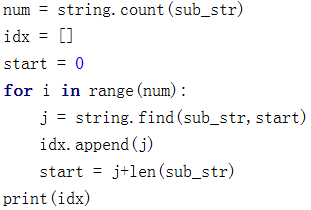 num = string.count(sub_str)
idx = []
start = 0
for i in range(num):
    j = string.find(sub_str,start)
    idx.append(j)
    start = j+len(sub_str)
print(idx)